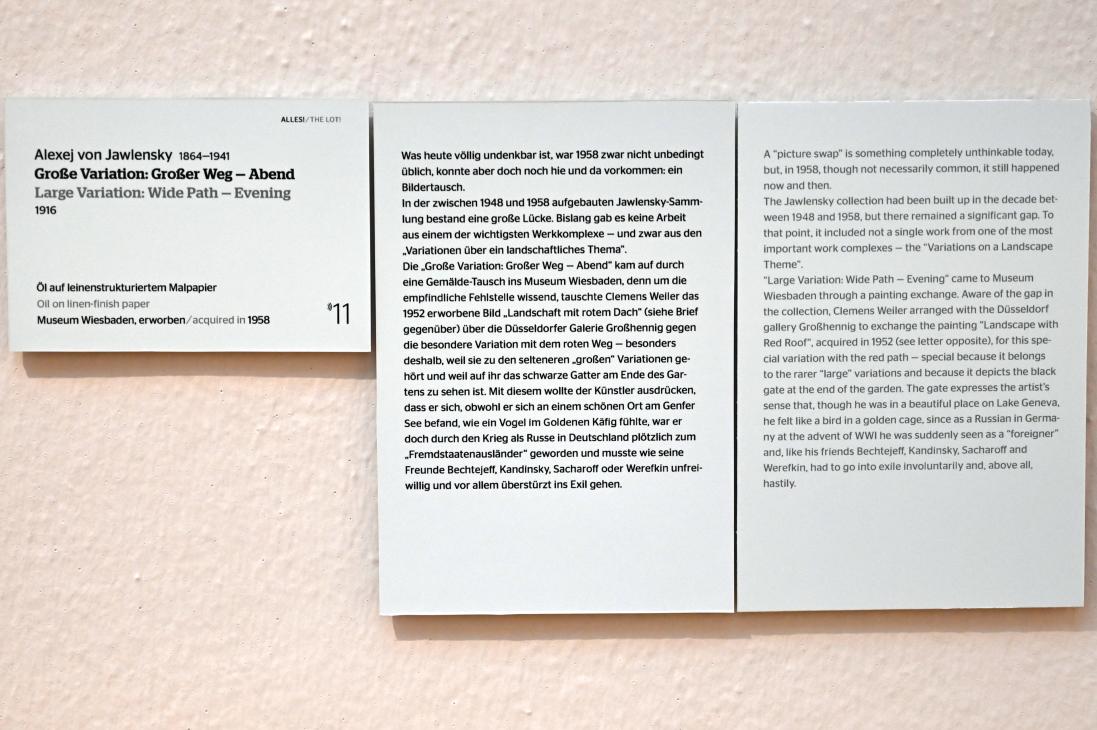 ALLES!/THE LOT!
Alexej von Jawlensky 1864–1941
Große Variation: Großer Weg – Abend
Large Variation: Wide Path – Evening
1916
Öl auf leinenstrukturiertem Malpapier
Oil on linen-finish paper
Museum Wiesbaden, erworben/acquired in 1958
11
Was heute völlig undenkbar ist, war 1958 zwar nicht unbedingt
üblich, konnte aber doch noch hie und da vorkommen: ein
Bildertausch.
In der zwischen 1948 und 1958 aufgebauten Jawlensky-Samm-
lung bestand eine große Lücke. Bislang gab es keine Arbeit
aus einem der wichtigsten Werkkomplexe – und zwar aus den
„Variationen über ein landschaftliches Thema“.
Die „Große Variation: Großer Weg – Abend“ kam auf durch
eine Gemälde-Tausch ins Museum Wiesbaden, denn um die
empfindliche Fehlstelle wissend, tauschte Clemens Weiler das
1952 erworbene Bild „Landschaft mit rotem Dach“ (siehe Brief
gegenüber) über die Düsseldorfer Galerie Großhennig gegen
die besondere Variation mit dem roten Weg – besonders
deshalb, weil sie zu den selteneren „großen“ Variationen ge-
hört und weil auf ihr das schwarze Gatter am Ende des Gar-
tens zu sehen ist. Mit diesem wollte der Künstler ausdrücken,
dass er sich, obwohl er sich an einem schönen Ort am Genfer
See befand, wie ein Vogel im Goldenen Käfig fühlte, war er
doch durch den Krieg als Russe in Deutschland plötzlich zum
„Fremdstaatenausländer“ geworden und musste wie seine
Freunde Bechtejeff, Kandinsky, Sacharoff oder Werefkin unfrei-
willig und vor allem überstürzt ins Exil gehen.
A "picture swap" is something completely unthinkable today,
but, in 1958, though not necessarily common, it still happened
now and then.
The Jawlensky collection had been built up in the decade bet-
ween 1948 and 1958, but there remained a significant gap. To
that point, it included not a single work from one of the most
important work complexes – the "Variations on a Landscape
Theme".
"Large Variation: Wide Path – Evening" came to Museum
Wiesbaden through a painting exchange. Aware of the gap in
the collection, Clemens Weiler arranged with the Düsseldorf
gallery Großhennig to exchange the painting "Landscape with
Red Roof", acquired in 1952 (see letter opposite), for this spe-
cial variation with the red path – special because it belongs
to the rarer "large" variations and because it depicts the black
gate at the end of the garden. The gate expresses the artist's
sense that, though he was in a beautiful place on Lake Geneva,
he felt like a bird in a golden cage, since as a Russian in Germa-
ny at the advent of WWI he was suddenly seen as a "foreigner"
and, like his friends Bechtejeff, Kandinsky, Sacharoff and
Werefkin, had to go into exile involuntarily and, above all,
hastily.